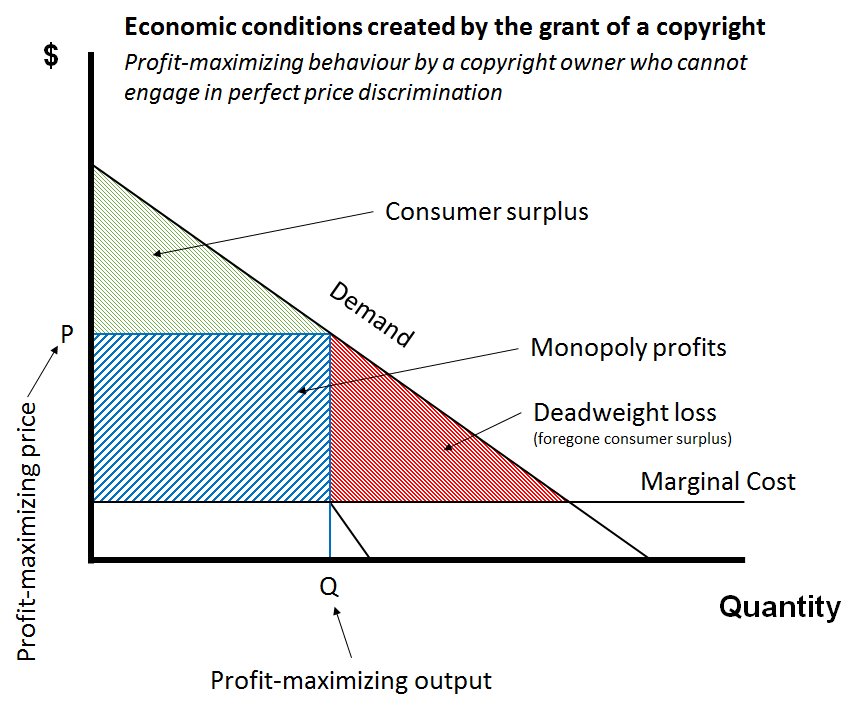 Economic conditions created by the grant of a copyright
$
Profit-maximizing behaviour by a copyright owner who cannot
engage in perfect price discrimination
Consumer surplus
Demand
P
Monopoly profits
Deadweight loss
(foregone consumer surplus)
Profit-maximizing price
Marginal Cost
Q
Quantity
Profit-maximizing output